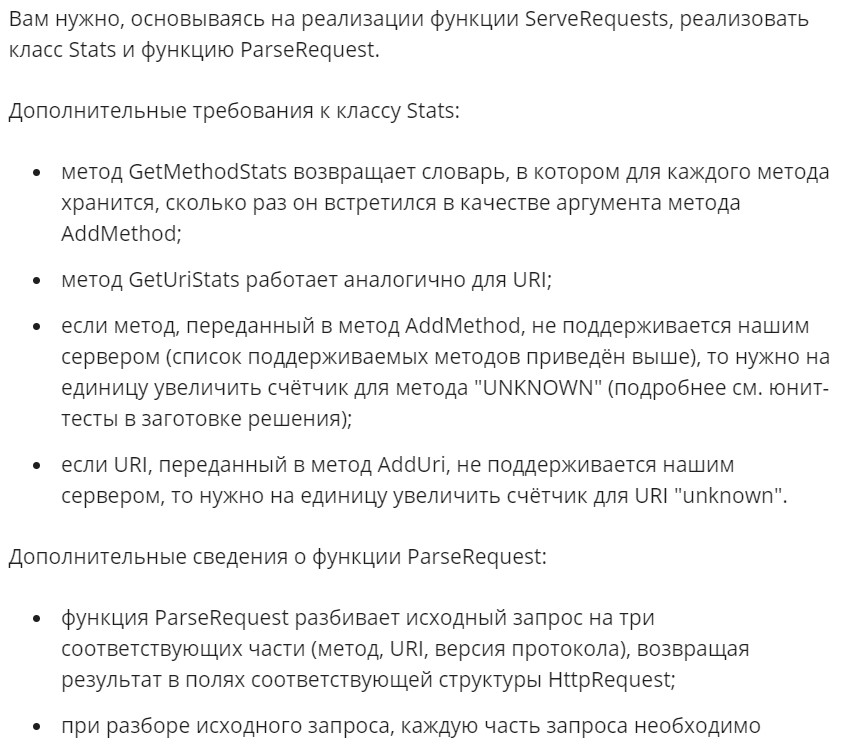 Вам нужно, основываясь на реализации функции ServeRequests, реализовать
класс Stats и функцию ParseRequest.
Дополнительные требования к классу Stats:
• метод GetMethodStats возвращает словарь, в котором для каждого метода
хранится, сколько раз он встретился в качестве аргумента метода
AddMethod;
• метод GetUriStats работает аналогично для URI;
• если метод, переданный в метод AddMethod, не поддерживается нашим
сервером (список поддерживаемых методов приведён выше), то нужно на
единицу увеличить счётчик для метода "UNKNOWN" (подробнее см. юнит-
тесты в заготовке решения);
• если URI, переданный в метод AddUri, не поддерживается нашим
сервером, то нужно на единицу увеличить счётчик для URI "unknown".
Дополнительные сведения о функции ParseRequest:
• функция ParseRequest разбивает исходный запрос на три
соответствующих части (метод, URI, версия протокола), возвращая
результат в полях соответствующей структуры HttpRequest;
• при разборе исходного запроса, каждую часть запроса необходимо